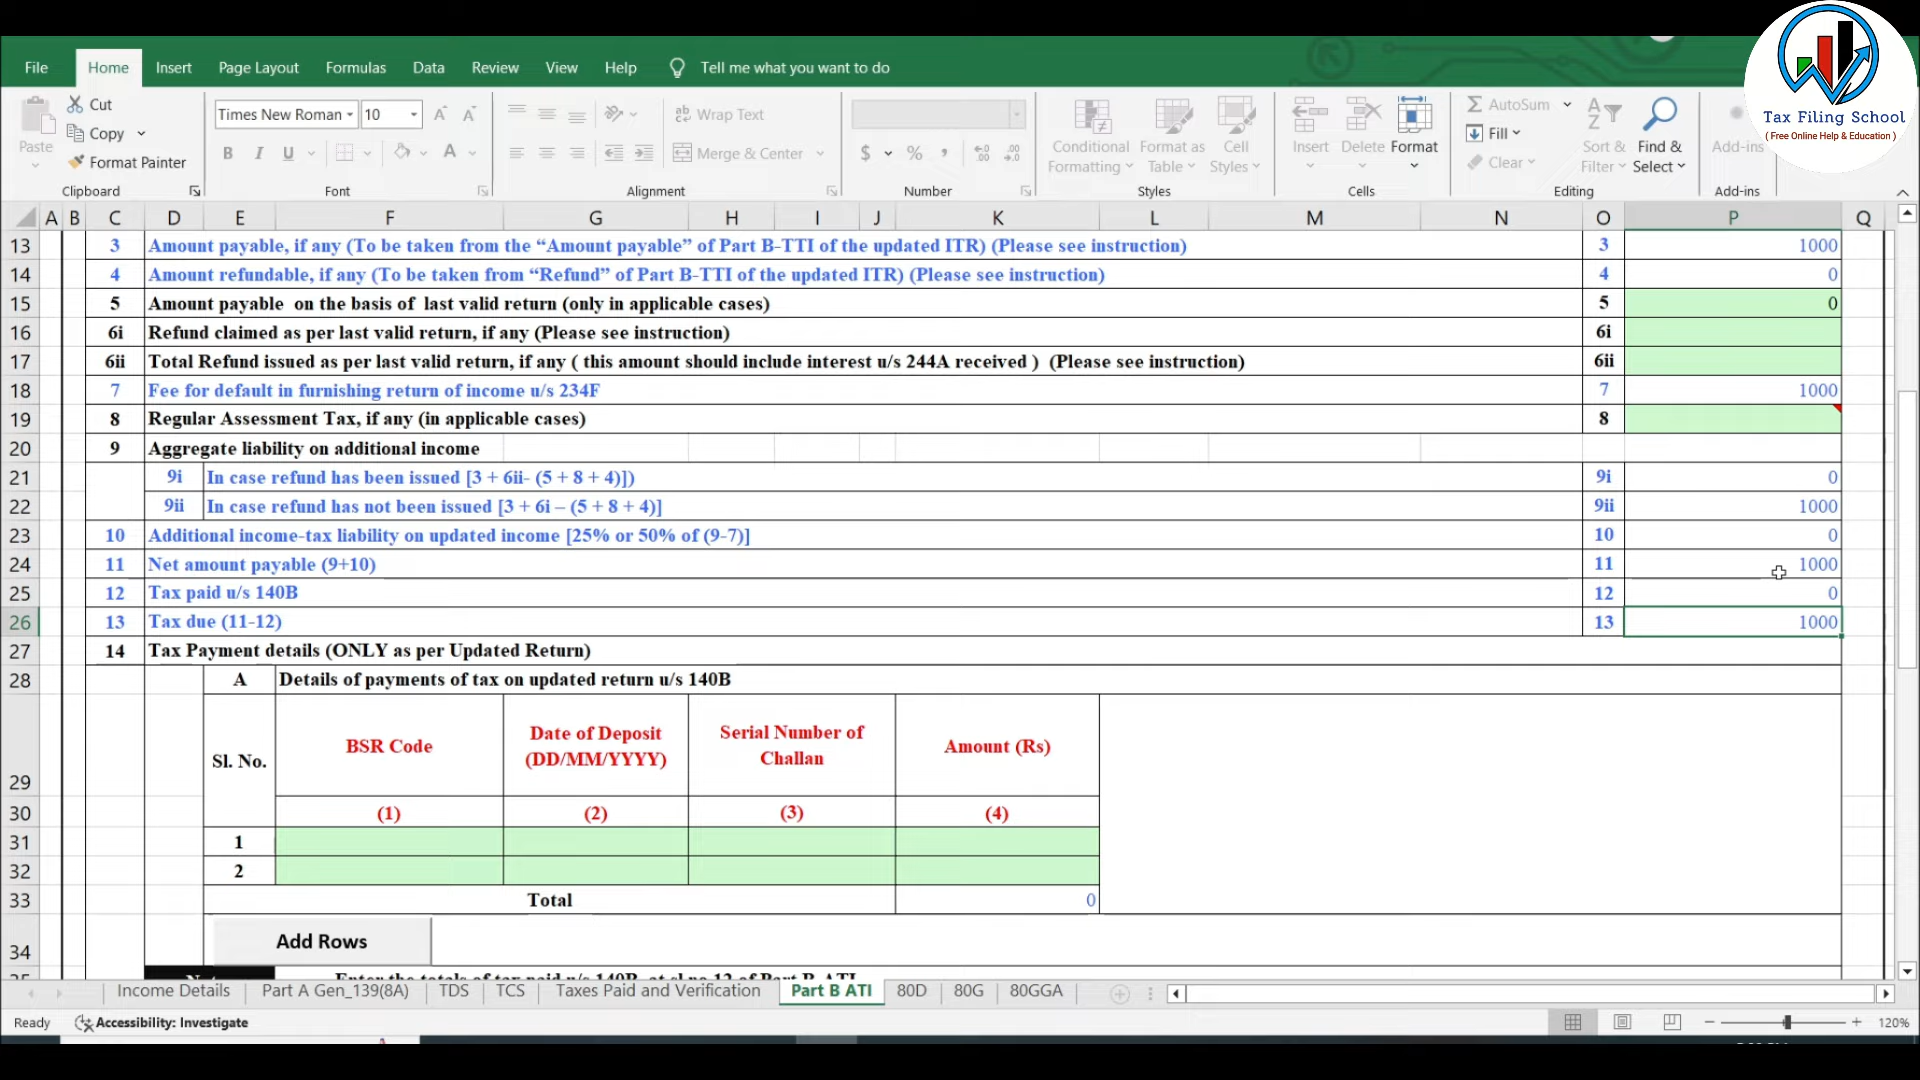 Tax Filing School
( Free Online Help & Education )
File Home Insert Page Layout Formulas Data Review View Help Tell me what you want to do
Paste Cut Copy Format Painter Clipboard
Times New Roman 10 A A B I U A Font
Wrap Text Merge & Center Alignment
$ % , Number
Conditional Formatting Format as Table Cell Styles Styles
Insert Delete Format Cells
AutoSum Fill Clear Sort & Filter Find & Select Editing
Add-ins Add-ins
A B C D E F G H I J K L M N O P Q
13 3 Amount payable, if any (To be taken from the “Amount payable” of Part B-TTI of the updated ITR) (Please see instruction) 3 1000
14 4 Amount refundable, if any (To be taken from “Refund” of Part B-TTI of the updated ITR) (Please see instruction) 4 0
15 5 Amount payable on the basis of last valid return (only in applicable cases) 5 0
16 6i Refund claimed as per last valid return, if any (Please see instruction) 6i
17 6ii Total Refund issued as per last valid return, if any ( this amount should include interest u/s 244A received ) (Please see instruction) 6ii
18 7 Fee for default in furnishing return of income u/s 234F 7 1000
19 8 Regular Assessment Tax, if any (in applicable cases) 8
20 9 Aggregate liability on additional income
21 9i In case refund has been issued [3 + 6ii- (5 + 8 + 4)]) 9i 0
22 9ii In case refund has not been issued [3 + 6i – (5 + 8 + 4)] 9ii 1000
23 10 Additional income-tax liability on updated income [25% or 50% of (9-7)] 10 0
24 11 Net amount payable (9+10) 11 1000
25 12 Tax paid u/s 140B 12 0
26 13 Tax due (11-12) 13 1000
27 14 Tax Payment details (ONLY as per Updated Return)
28 A Details of payments of tax on updated return u/s 140B
29 Sl. No. BSR Code Date of Deposit (DD/MM/YYYY) Serial Number of Challan Amount (Rs)
30 (1) (2) (3) (4)
31 1
32 2
33 Total 0
34 Add Rows
Enter the totals of tax paid u/s 140B, at sl no 12 of Part B-ATI
Income Details Part A Gen_139(8A) TDS TCS Taxes Paid and Verification Part B ATI 80D 80G 80GGA
Ready Accessibility: Investigate 120%